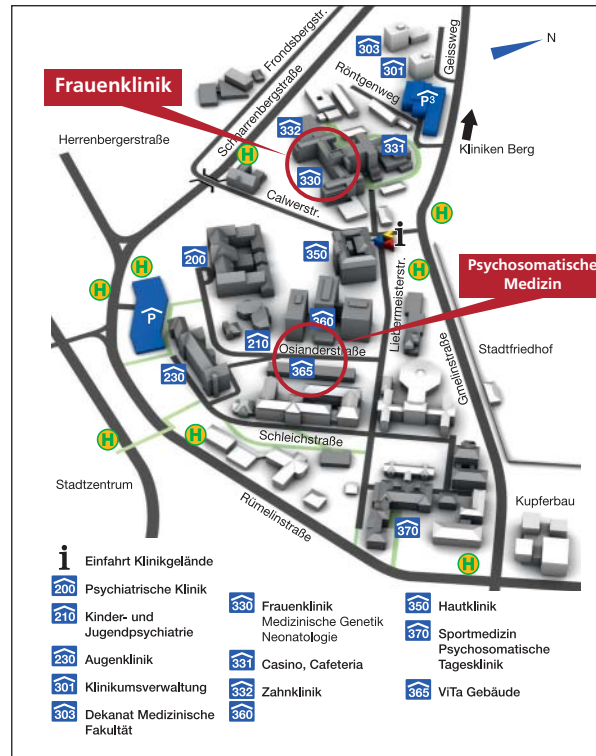 Frondsbergstr.
Schnarrenbergstraße
303
301
Geissweg
N
Röntgenweg
P3
Frauenklinik
332
331
Kliniken Berg
Herrenbergerstraße
H
330
Calwerstr.
H
i
200
350
H
H
H
Psychosomatische
Medizin
Liebermeisterstr.
P
360
210
Osianderstraße
Gmelinstraße
Stadtfriedhof
230
365
H
H
Schleichstraße
Stadtzentrum
Rümelinstraße
Kupferbau
370
H
i Einfahrt Klinikgelände
200 Psychiatrische Klinik
210 Kinder- und
Jugendpsychiatrie
230 Augenklinik
301 Klinikumsverwaltung
303 Dekanat Medizinische
Fakultät
330 Frauenklinik
Medizinische Genetik
Neonatologie
331 Casino, Cafeteria
332 Zahnklinik
360
350 Hautklinik
370 Sportmedizin
Psychosomatische
Tagesklinik
365 ViTa Gebäude